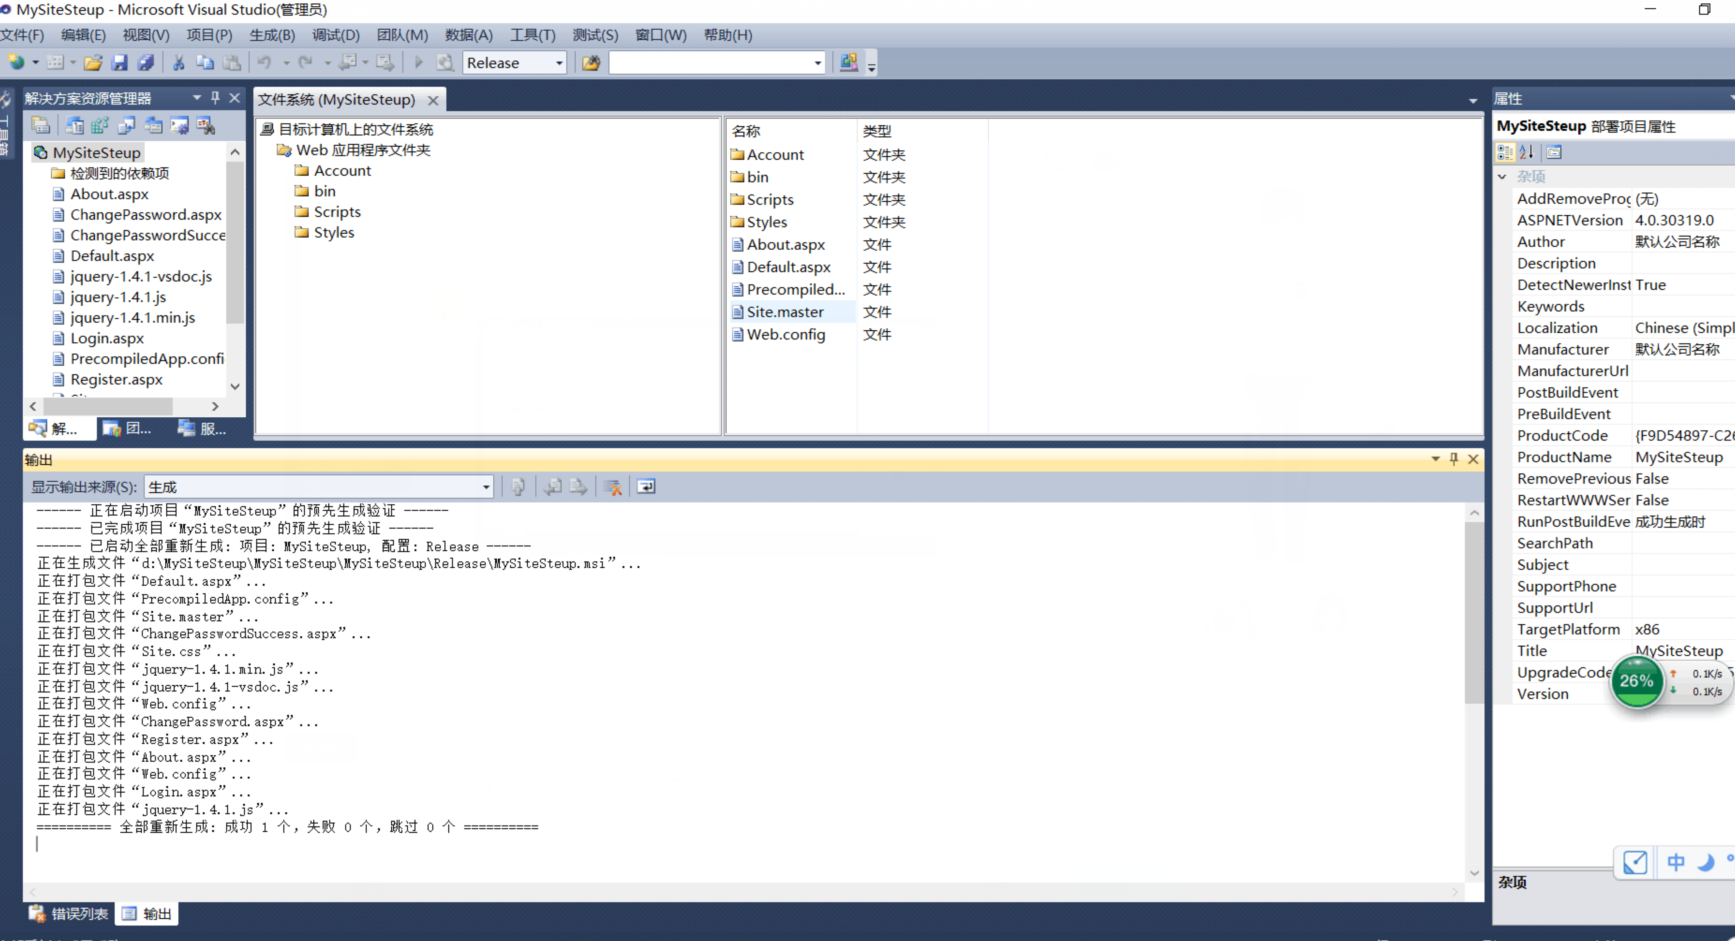 MySiteSteup - Microsoft Visual Studio(管理员)
文件(F) 编辑(E) 视图(V) 项目(P) 生成(B) 调试(D) 团队(M) 数据(A) 工具(T) 测试(S) 窗口(W) 帮助(H)
Release
解决方案资源管理器
MySiteSteup
检测到的依赖项
About.aspx
ChangePassword.aspx
ChangePasswordSucce
Default.aspx
jquery-1.4.1-vsdoc.js
jquery-1.4.1.js
jquery-1.4.1.min.js
Login.aspx
PrecompiledApp.confi
Register.aspx
解... 团... 服...
文件系统 (MySiteSteup)
目标计算机上的文件系统
Web 应用程序文件夹
Account
bin
Scripts
Styles
名称 类型
Account 文件夹
bin 文件夹
Scripts 文件夹
Styles 文件夹
About.aspx 文件
Default.aspx 文件
Precompiled... 文件
Site.master 文件
Web.config 文件
输出
显示输出来源(S): 生成
------ 正在启动项目“MySiteSteup”的预先生成验证 ------
------ 已完成项目“MySiteSteup”的预先生成验证 ------
------ 已启动全部重新生成: 项目: MySiteSteup, 配置: Release ------
正在生成文件“d:\MySiteSteup\MySiteSteup\MySiteSteup\Release\MySiteSteup.msi”...
正在打包文件“Default.aspx”...
正在打包文件“PrecompiledApp.config”...
正在打包文件“Site.master”...
正在打包文件“ChangePasswordSuccess.aspx”...
正在打包文件“Site.css”...
正在打包文件“jquery-1.4.1.min.js”...
正在打包文件“jquery-1.4.1-vsdoc.js”...
正在打包文件“Web.config”...
正在打包文件“ChangePassword.aspx”...
正在打包文件“Register.aspx”...
正在打包文件“About.aspx”...
正在打包文件“Web.config”...
正在打包文件“Login.aspx”...
正在打包文件“jquery-1.4.1.js”...
========== 全部重新生成: 成功 1 个，失败 0 个，跳过 0 个 ==========
错误列表 输出
属性
MySiteSteup 部署项目属性
杂项
AddRemoveProg (无)
ASPNETVersion 4.0.30319.0
Author 默认公司名称
Description
DetectNewerInst True
Keywords
Localization Chinese (Simpl
Manufacturer 默认公司名称
ManufacturerUrl
PostBuildEvent
PreBuildEvent
ProductCode {F9D54897-C26
ProductName MySiteSteup
RemovePrevious False
RestartWWWSer False
RunPostBuildEve 成功生成时
SearchPath
Subject
SupportPhone
SupportUrl
TargetPlatform x86
Title MySiteSteup
UpgradeCode
Version
26% 0.1K/s
0.1K/s
中
杂项